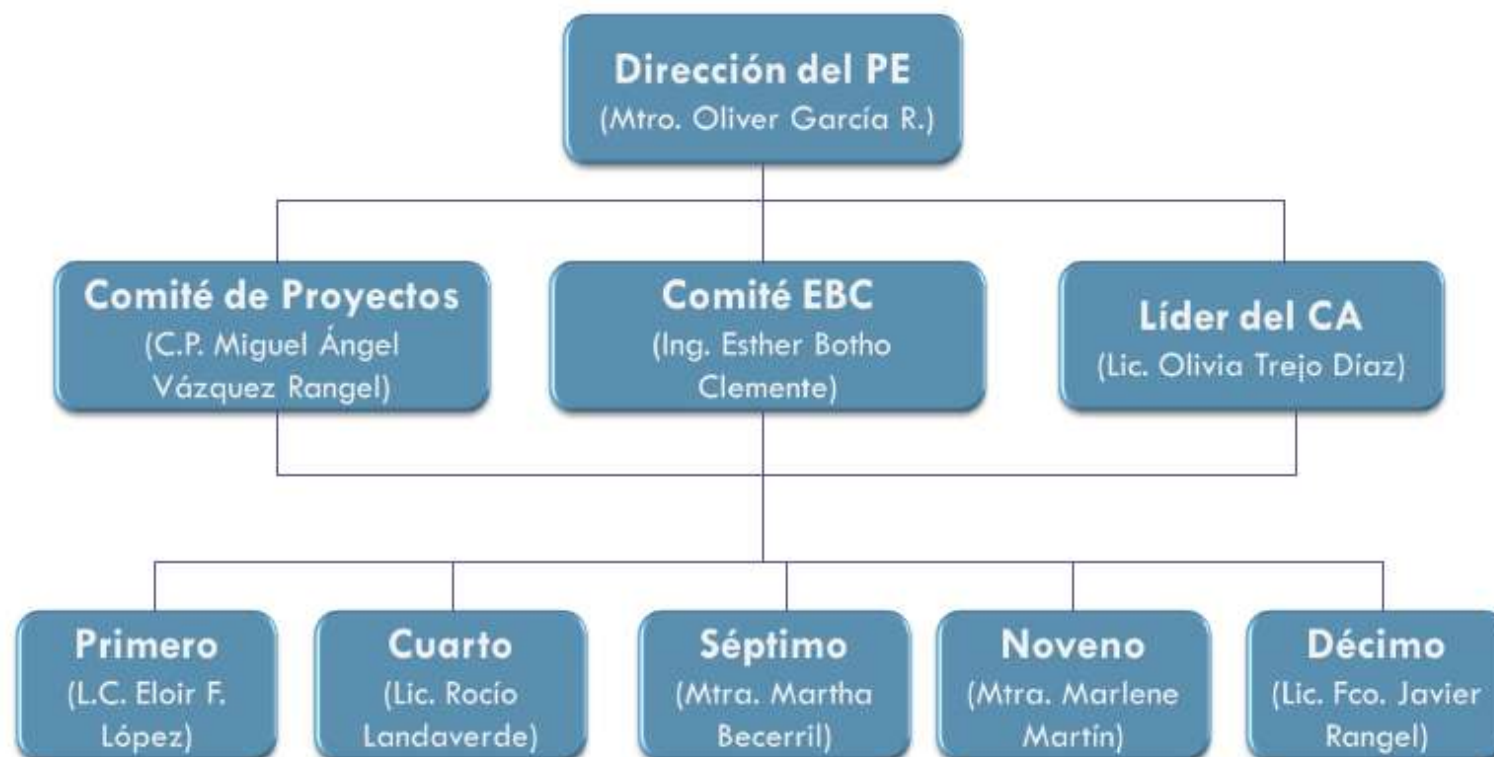 Dirección del PE
(Mtro. Oliver García R.)
Comité de Proyectos
(C.P. Miguel Ángel
Vázquez Rangel)
Comité EBC
(Ing. Esther Botho
Clemente)
Líder del CA
(Lic. Olivia Trejo Díaz)
Primero
(L.C. Eloir F.
López)
Cuarto
(Lic. Rocío
Landaverde)
Séptimo
(Mtra. Martha
Becerril)
Noveno
(Mtra. Marlene
Martín)
Décimo
(Lic. Fco. Javier
Rangel)